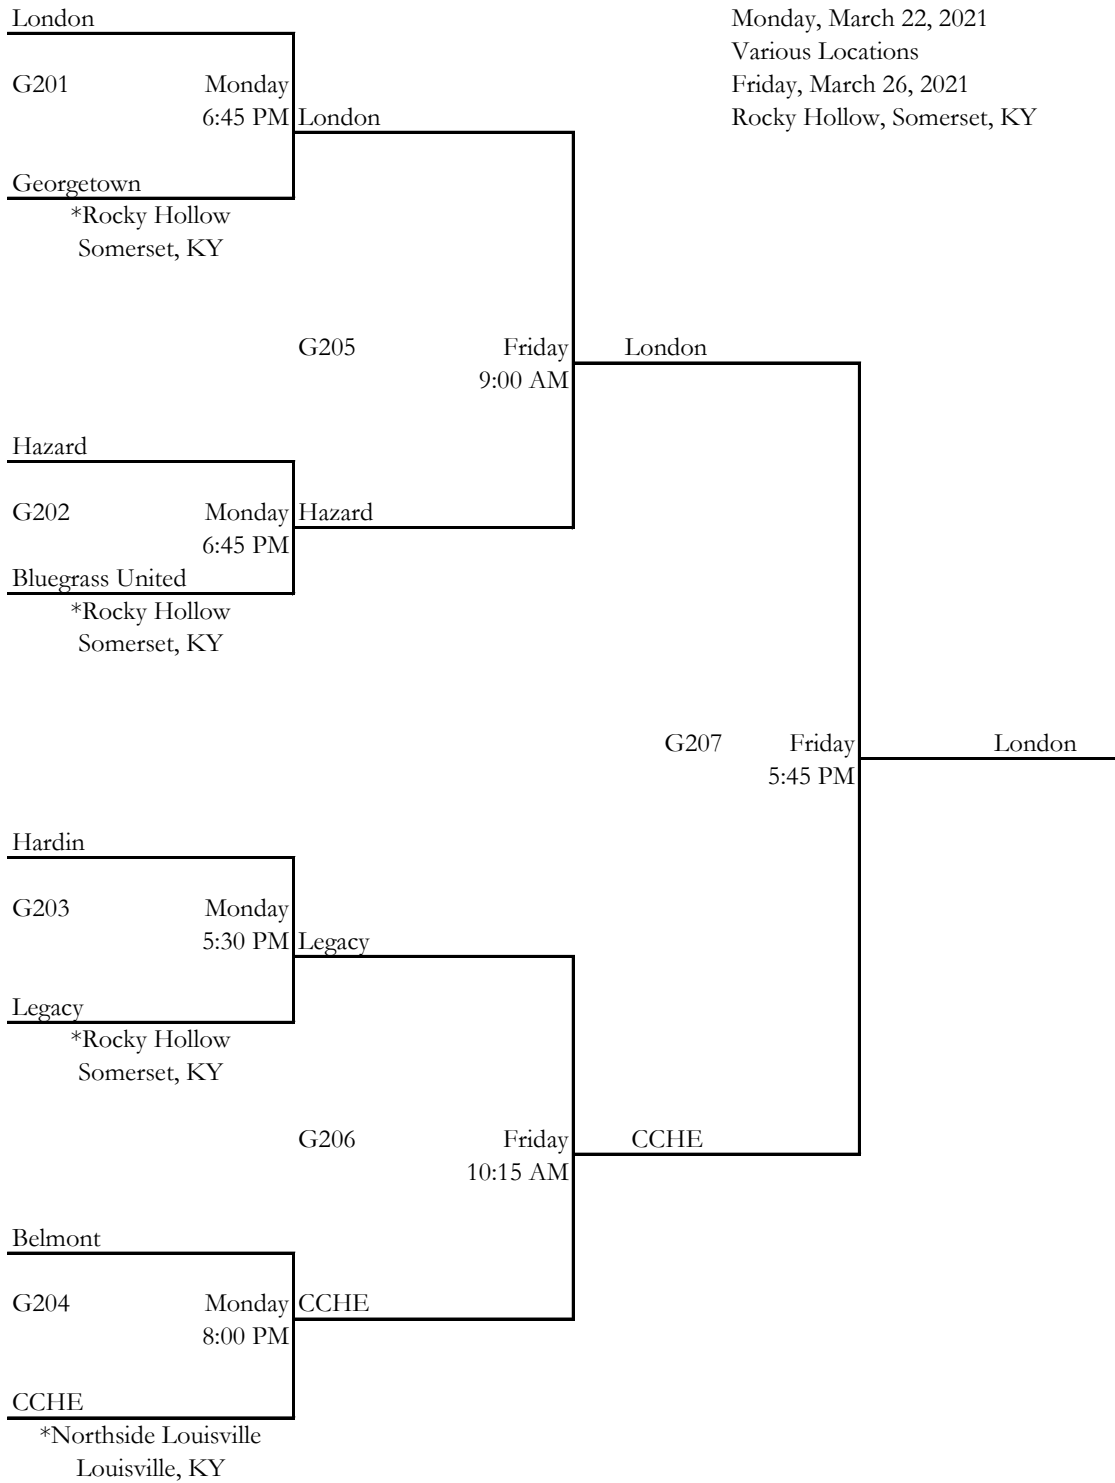 London
Monday, March 22, 2021
Various Locations
G201 Monday Friday, March 26, 2021
6:45 PM London Rocky Hollow, Somerset, KY
Georgetown
*Rocky Hollow
Somerset, KY
G205 Friday London
9:00 AM
Hazard
G202 Monday Hazard
6:45 PM
Bluegrass United
*Rocky Hollow
Somerset, KY
G207 Friday London
5:45 PM
Hardin
G203 Monday
5:30 PM Legacy
Legacy
*Rocky Hollow
Somerset, KY
G206 Friday CCHE
10:15 AM
Belmont
G204 Monday CCHE
8:00 PM
CCHE
*Northside Louisville
Louisville, KY